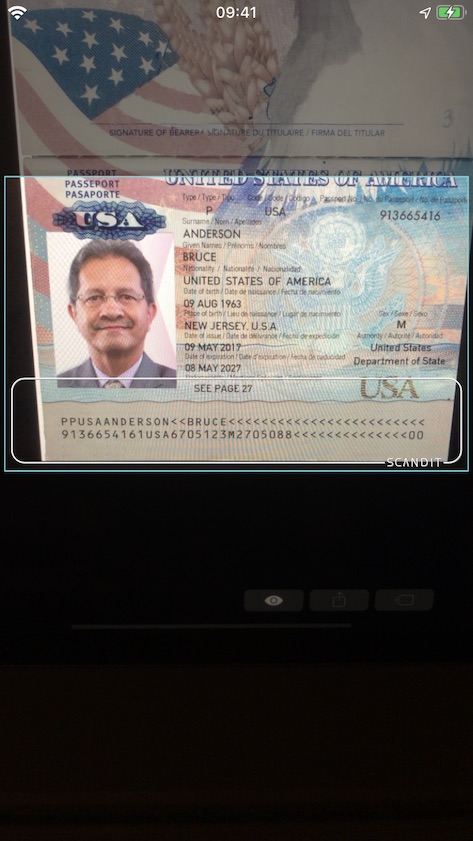 09:41
SIGNATURE OF BEARER / SIGNATURE DU TITULAIRE / FIRMA DEL TITULAR
3
PASSPORT
PASSEPORT
PASAPORTE
UNITED STATES OF AMERICA
USA
Type / Type / Tipo Code / Code / Código Passport No. / No. du Passeport / No. de Pasaporte
P USA 913665416
Surname / Nom / Apellidos
ANDERSON
Given Names / Prénoms / Nombres
BRUCE
Nationality / Nationalité / Nacionalidad
UNITED STATES OF AMERICA
Date of birth / Date de naissance / Fecha de nacimiento
09 AUG 1963
Place of birth / Lieu de naissance / Lugar de nacimiento Sex / Sexe / Sexo
NEW JERSEY, U.S.A M
Date of issue / Date de délivrance / Fecha de expedición Authority / Autorité / Autoridad
09 MAY 2017 United States
Date of expiration / Date d'expiration / Fecha de caducidad Department of State
08 MAY 2027
SEE PAGE 27
USA
PPUSAANDERSON<<BRUCE<<<<<<<<<<<<<<<<<<<<<<<<
9136654161USA6705123M2705088<<<<<<<<<<<<<<00
SCANDIT